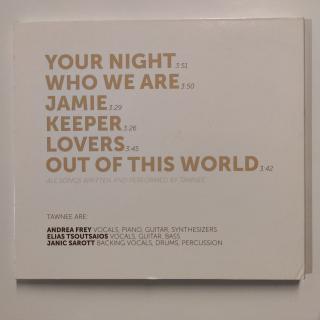 YOUR NIGHT 3:51
WHO WE ARE 3:50
JAMIE 3:29
KEEPER 3:26
LOVERS 3:45
OUT OF THIS WORLD 3:42
ALL SONGS WRITTEN AND PERFORMED BY TAWNEE
TAWNEE ARE:
ANDREA FREY VOCALS, PIANO, GUITAR, SYNTHESIZERS
ELIAS TSOUTSAIOS VOCALS, GUITAR, BASS
JANIC SAROTT BACKING VOCALS, DRUMS, PERCUSSION